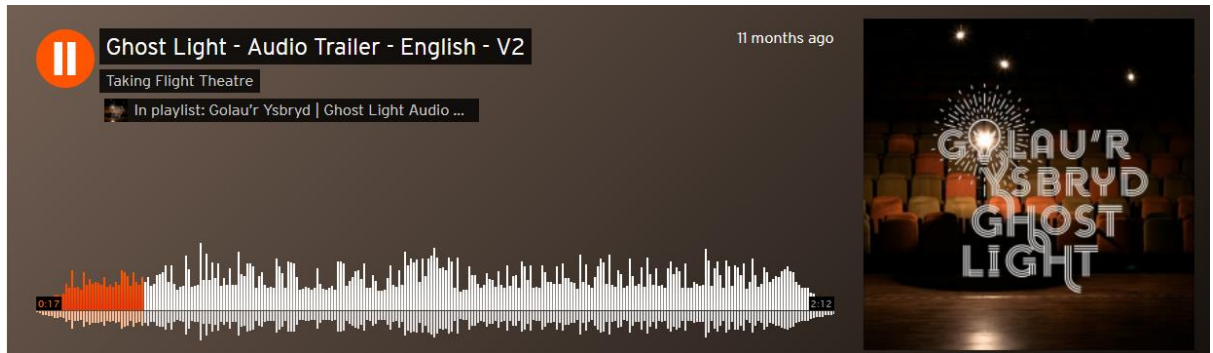 Ghost Light - Audio Trailer - English - V2
11 months ago
Taking Flight Theatre
In playlist: Golau'r Ysbryd | Ghost Light Audio ...
0:17
2:12
GOLAU'R
YSBRYD
GHOST
LIGHT